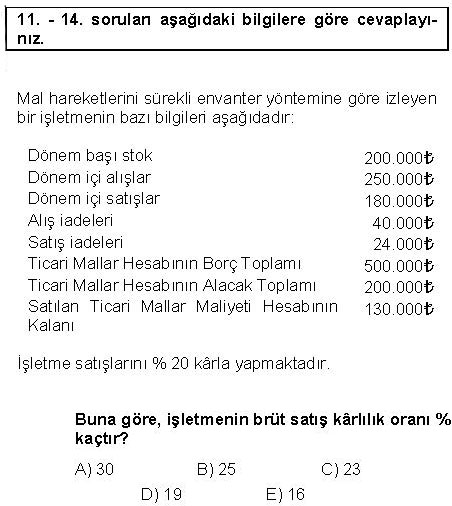 11. - 14. soruları aşağıdaki bilgilere göre cevaplayı-
nız.
Mal hareketlerini sürekli envanter yöntemine göre izleyen
bir işletmenin bazı bilgileri aşağıdadır:
Dönem başı stok 200.000₺
Dönem içi alışlar 250.000₺
Dönem içi satışlar 180.000₺
Alış iadeleri 40.000₺
Satış iadeleri 24.000₺
Ticari Mallar Hesabının Borç Toplamı 500.000₺
Ticari Mallar Hesabının Alacak Toplamı 200.000₺
Satılan Ticari Mallar Maliyeti Hesabının 130.000₺
Kalanı
İşletme satışlarını % 20 kârla yapmaktadır.
Buna göre, işletmenin brüt satış kârlılık oranı %
kaçtır?
A) 30 B) 25 C) 23
D) 19 E) 16